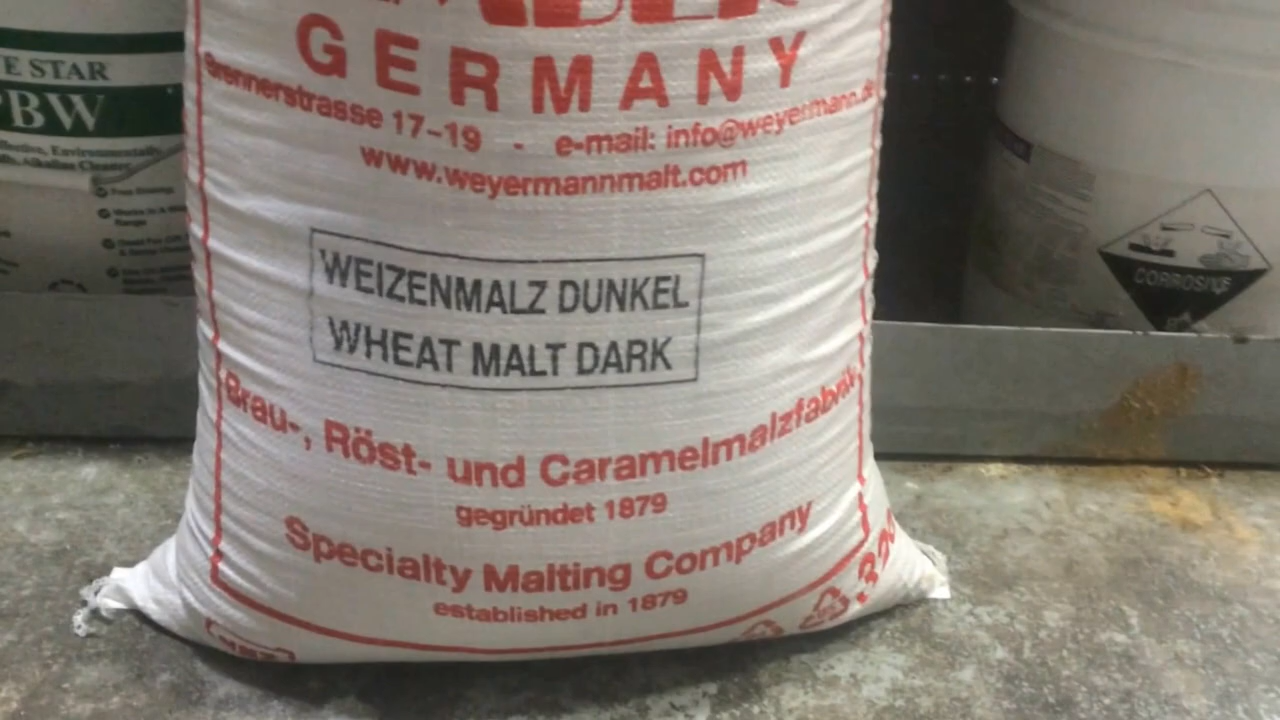 GERMANY
Brennerstrasse 17-19 - e-mail: info@weyermann.de
www.weyermannmalt.com
WEIZENMALZ DUNKEL
WHEAT MALT DARK
Brau-, Röst- und Caramelmalzfabrik
gegründet 1879
Specialty Malting Company
established in 1879
STAR
PBW
CORROSIVE